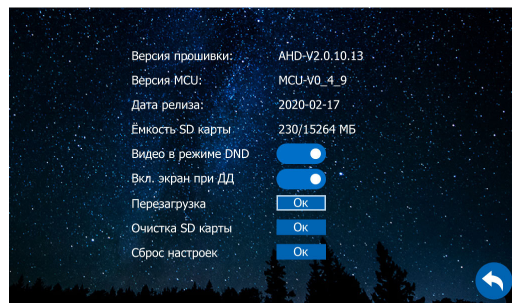 Версия прошивки: AHD-V2.0.10.13
Версия MCU: MCU-V0_4_9
Дата релиза: 2020-02-17
Ёмкость SD карты 230/15264 МБ
Видео в режиме DND
Вкл. экран при ДД
Перезагрузка Ок
Очистка SD карты Ок
Сброс настроек Ок